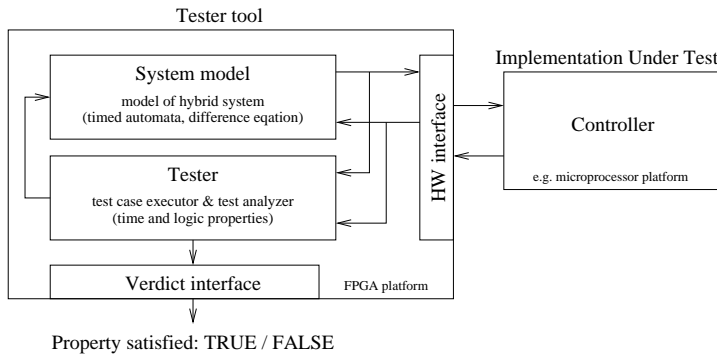 Tester tool
System model
model of hybrid system
(timed automata, difference eqation)
Tester
test case executor & test analyzer
(time and logic properties)
Verdict interface
FPGA platform
HW interface
Implementation Under Test
Controller
e.g. microprocessor platform
Property satisfied: TRUE / FALSE